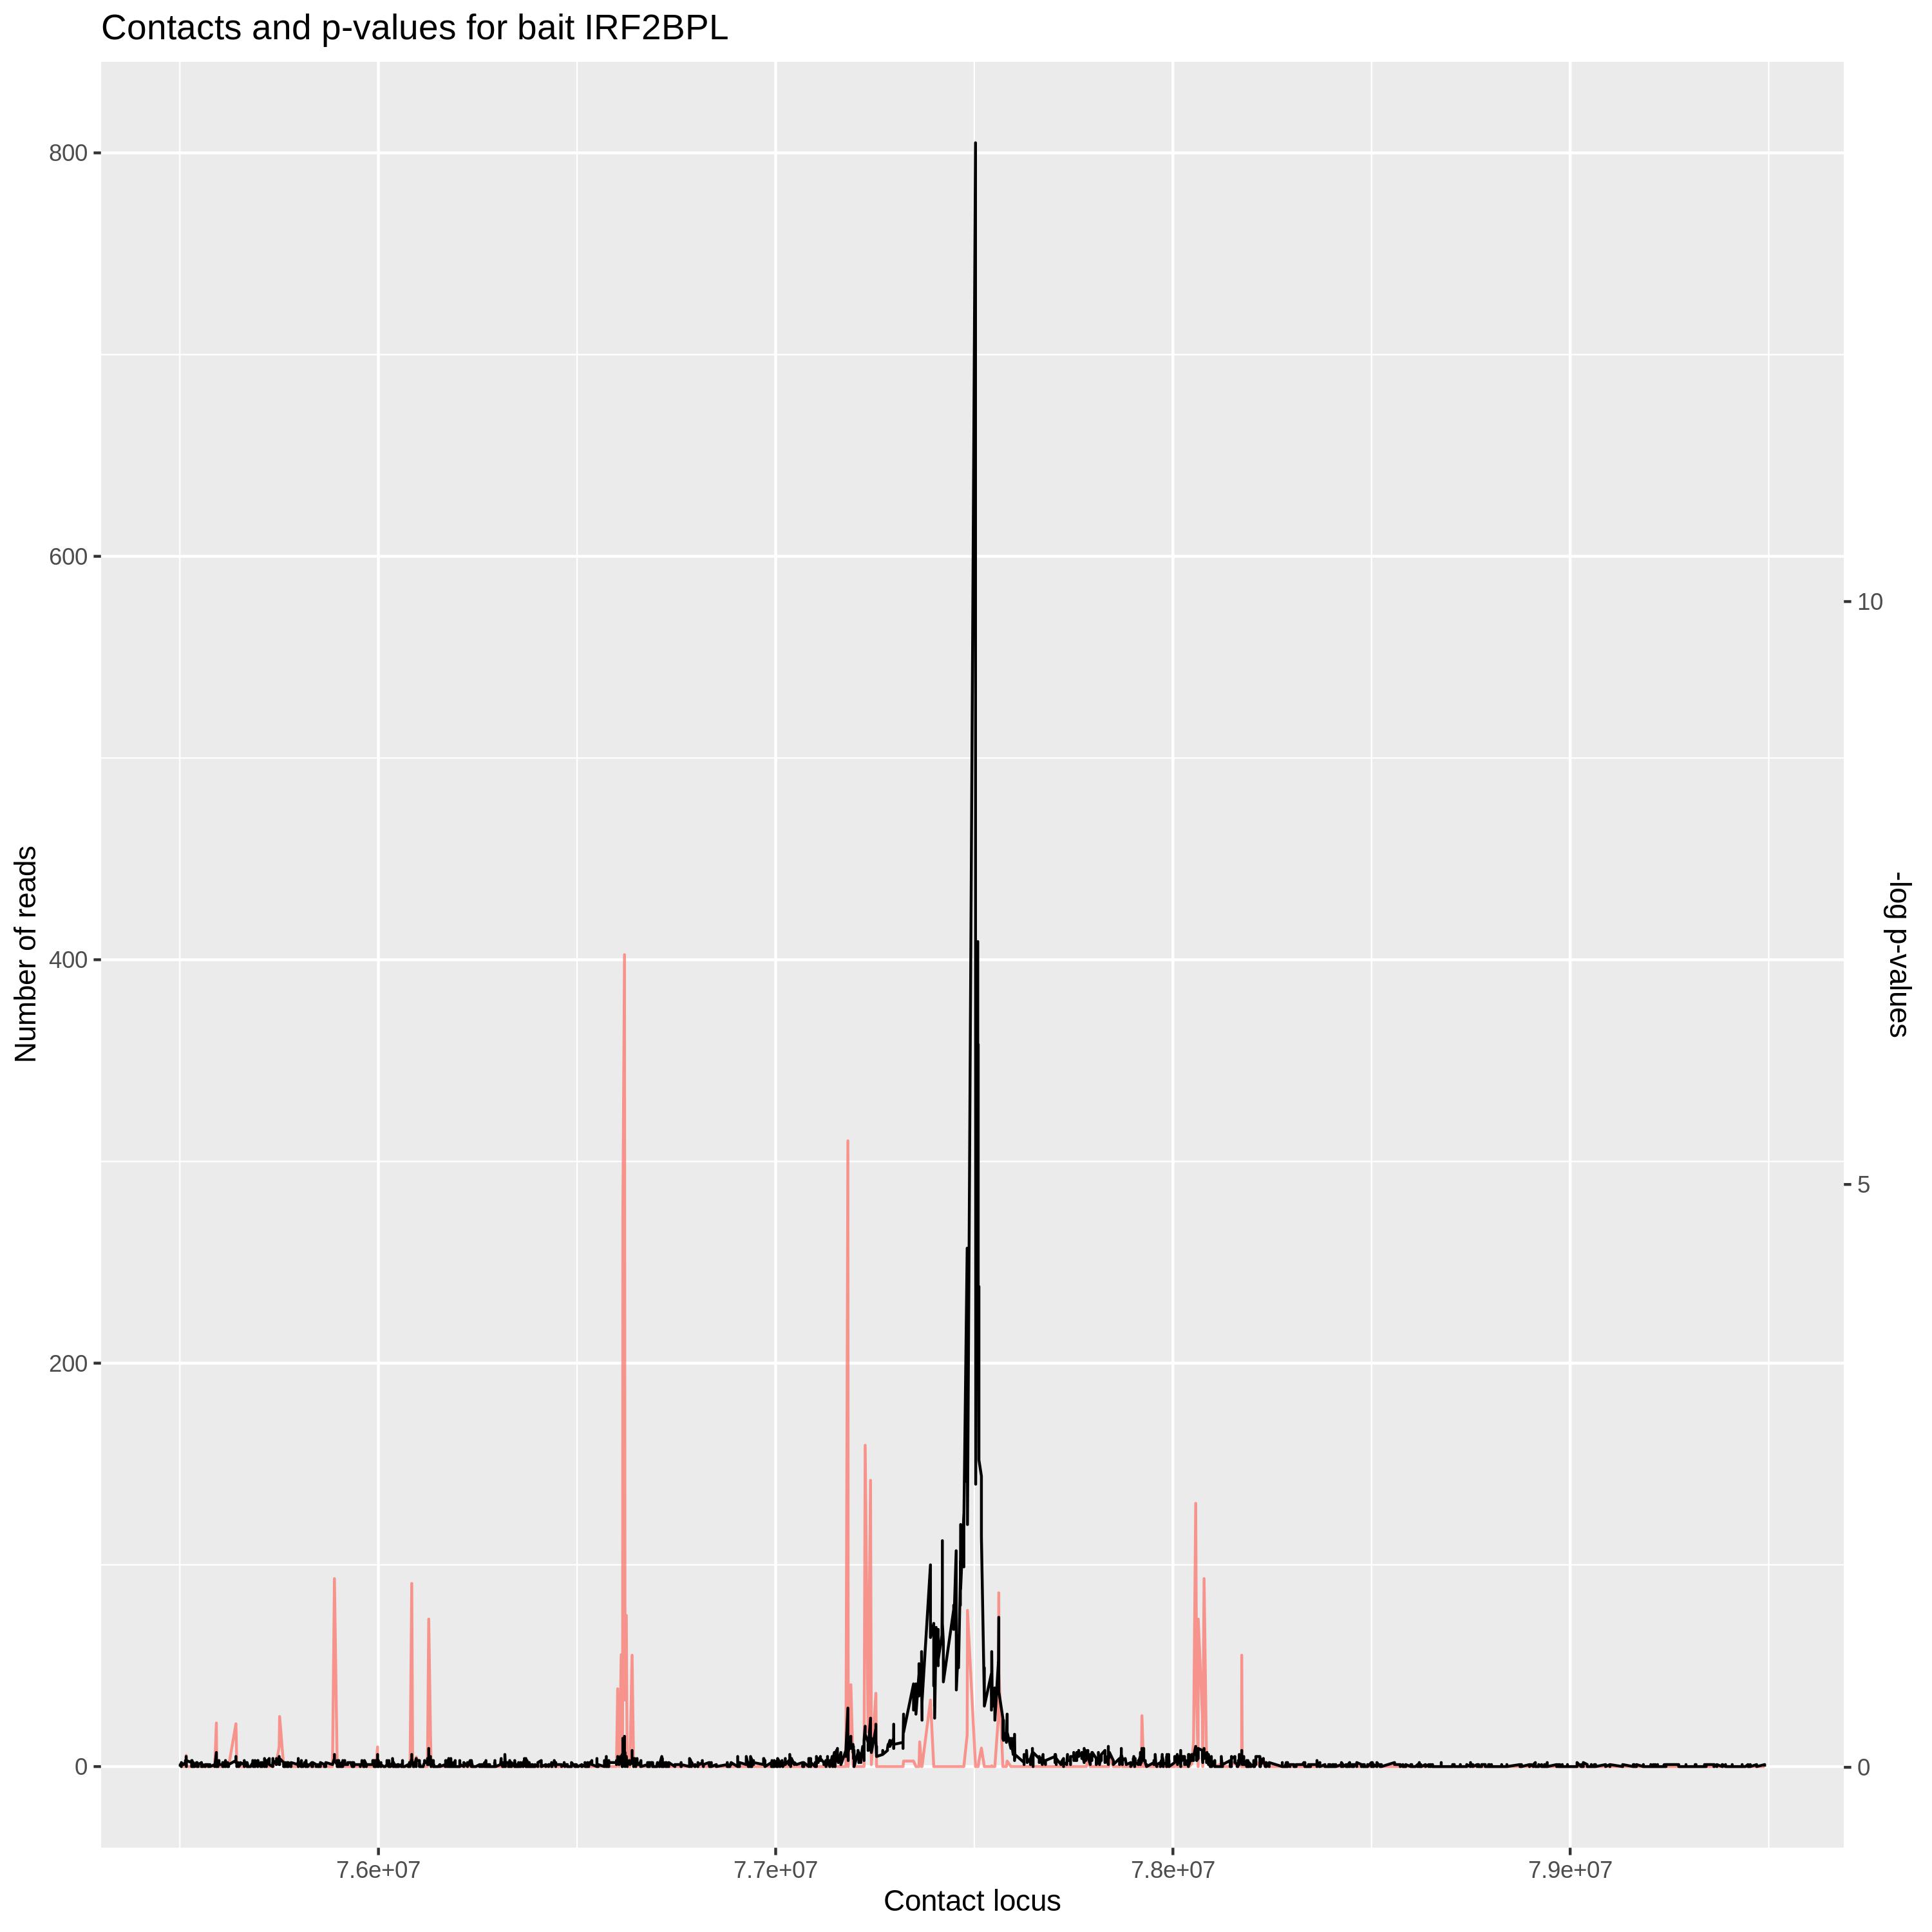 Contacts and p-values for bait IRF2BPL
800
600
400
200
0
Number of reads
10
5
0
-log p-values
7.6e+07
7.7e+07
7.8e+07
7.9e+07
Contact locus